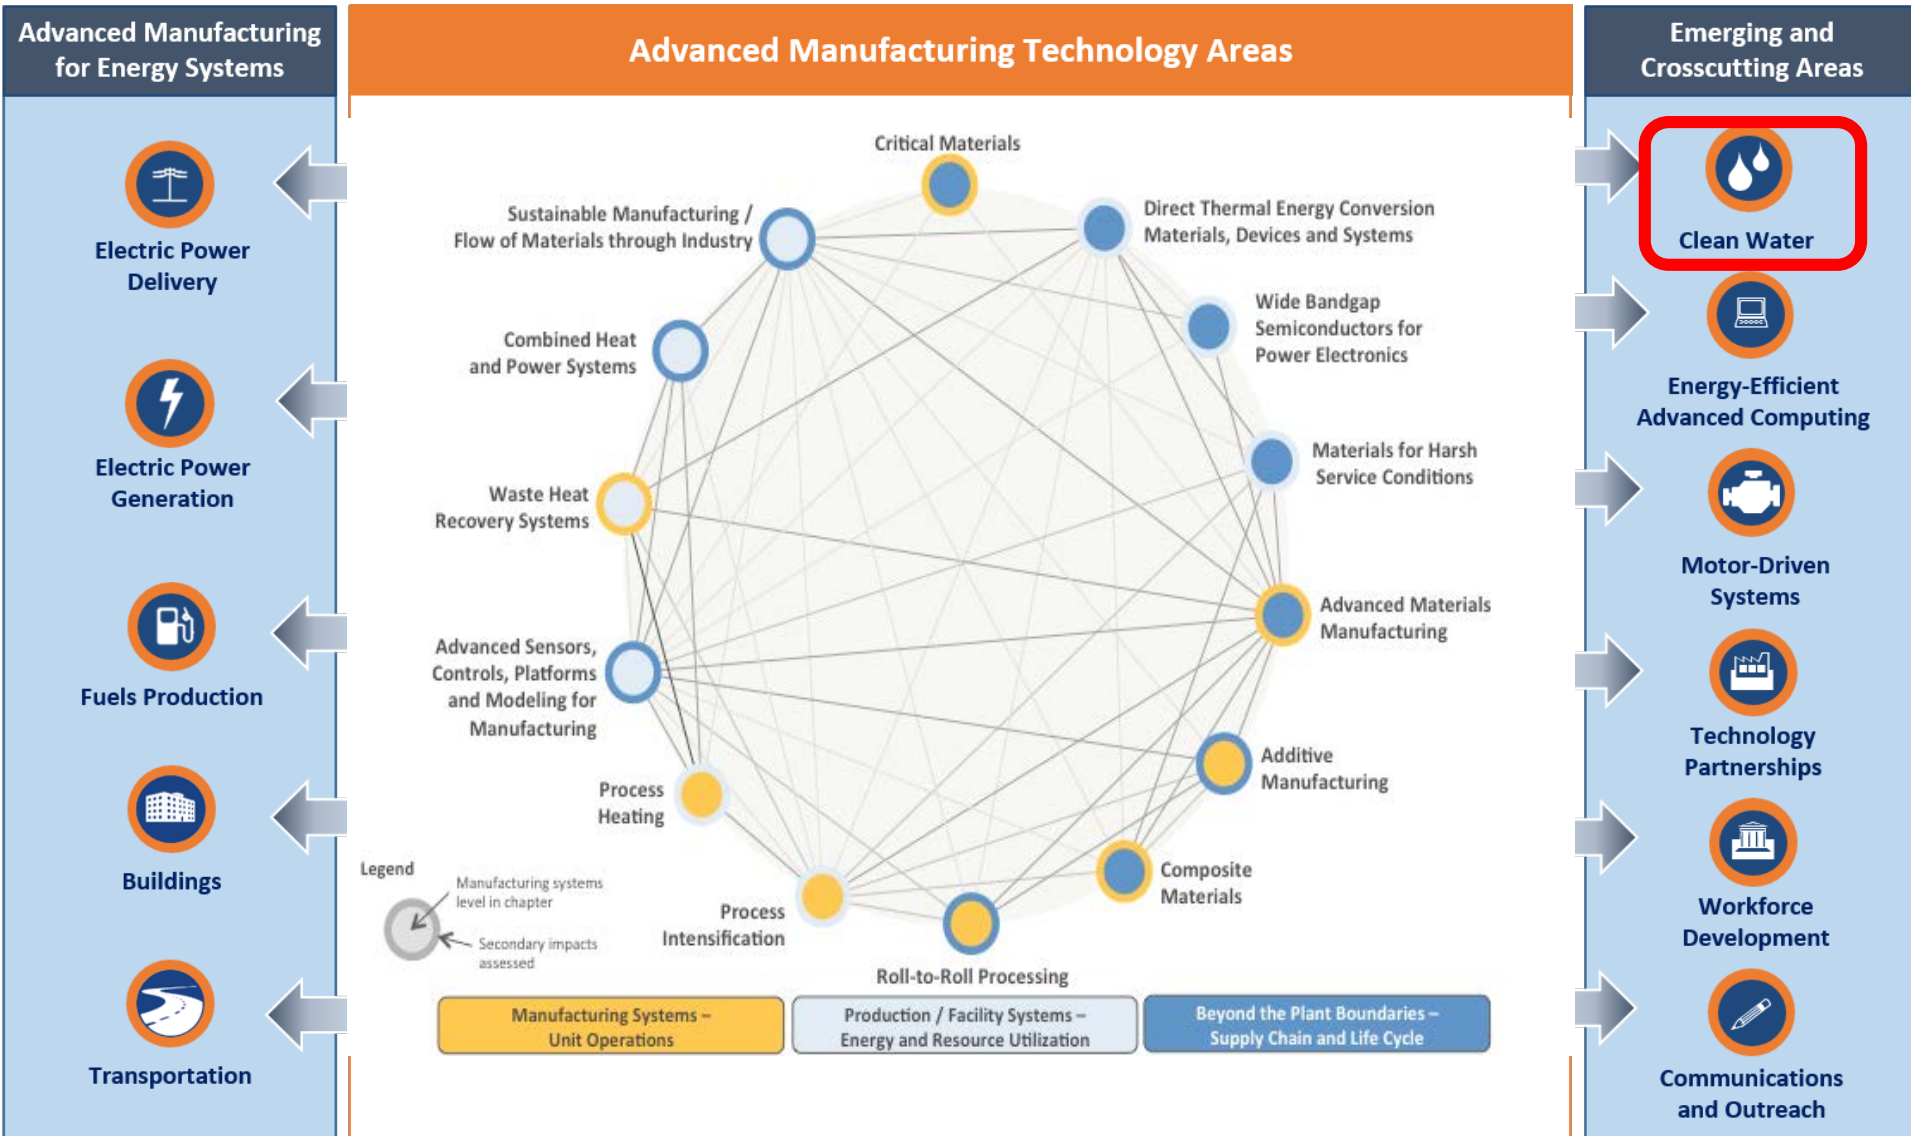 Advanced Manufacturing
for Energy Systems
Electric Power
Delivery
Electric Power
Generation
Fuels Production
Buildings
Transportation
Advanced Manufacturing Technology Areas
Critical Materials
Sustainable Manufacturing /
Flow of Materials through Industry
Direct Thermal Energy Conversion
Materials, Devices and Systems
Combined Heat
and Power Systems
Wide Bandgap
Semiconductors for
Power Electronics
Waste Heat
Recovery Systems
Materials for Harsh
Service Conditions
Advanced Sensors,
Controls, Platforms
and Modeling for
Manufacturing
Advanced Materials
Manufacturing
Process
Heating
Additive
Manufacturing
Process
Intensification
Composite
Materials
Roll-to-Roll Processing
Legend
Manufacturing systems
level in chapter
Secondary impacts
assessed
Manufacturing Systems –
Unit Operations
Production / Facility Systems –
Energy and Resource Utilization
Beyond the Plant Boundaries –
Supply Chain and Life Cycle
Emerging and
Crosscutting Areas
Clean Water
Energy-Efficient
Advanced Computing
Motor-Driven
Systems
Technology
Partnerships
Workforce
Development
Communications
and Outreach